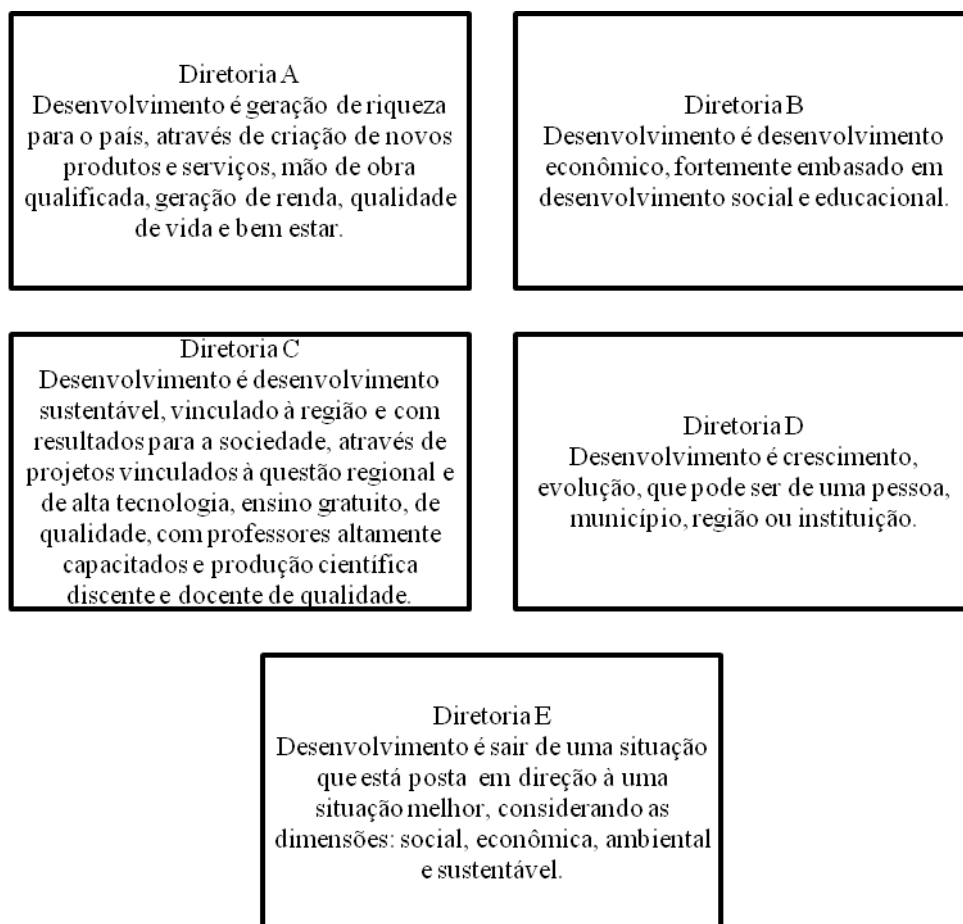 Diretoria A
Desenvolvimento é geração de riqueza
para o país, através de criação de novos
produtos e serviços, mão de obra
qualificada, geração de renda, qualidade
de vida e bem estar.
Diretoria B
Desenvolvimento é desenvolvimento
econômico, fortemente embasado em
desenvolvimento social e educacional.
Diretoria C
Desenvolvimento é desenvolvimento
sustentável, vinculado à região e com
resultados para a sociedade, através de
projetos vinculados à questão regional e
de alta tecnologia, ensino gratuito, de
qualidade, com professores altamente
capacitados e produção científica
discente e docente de qualidade.
Diretoria D
Desenvolvimento é crescimento,
evolução, que pode ser de uma pessoa,
município, região ou instituição.
Diretoria E
Desenvolvimento é sair de uma situação
que está posta em direção à uma
situação melhor, considerando as
dimensões: social, econômica, ambiental
e sustentável.